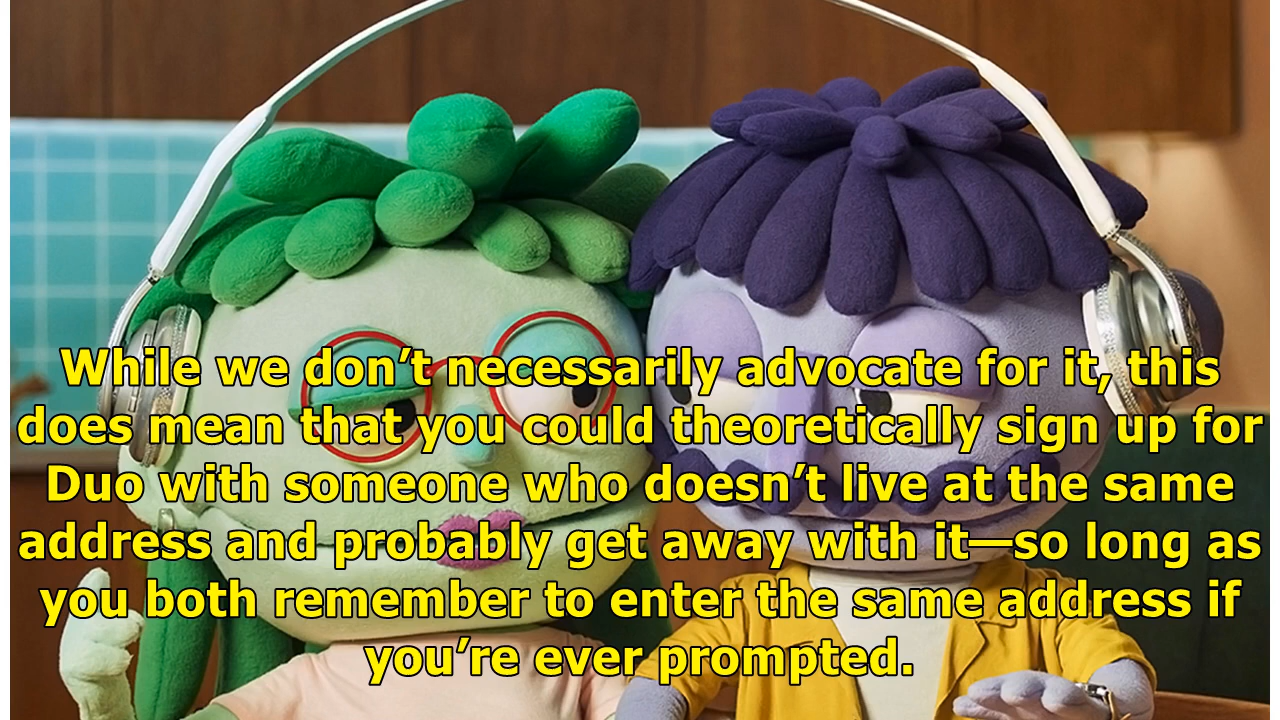 While we don’t necessarily advocate for it, this
does mean that you could theoretically sign up for
Duo with someone who doesn’t live at the same
address and probably get away with it—so long as
you both remember to enter the same address if
you’re ever prompted.